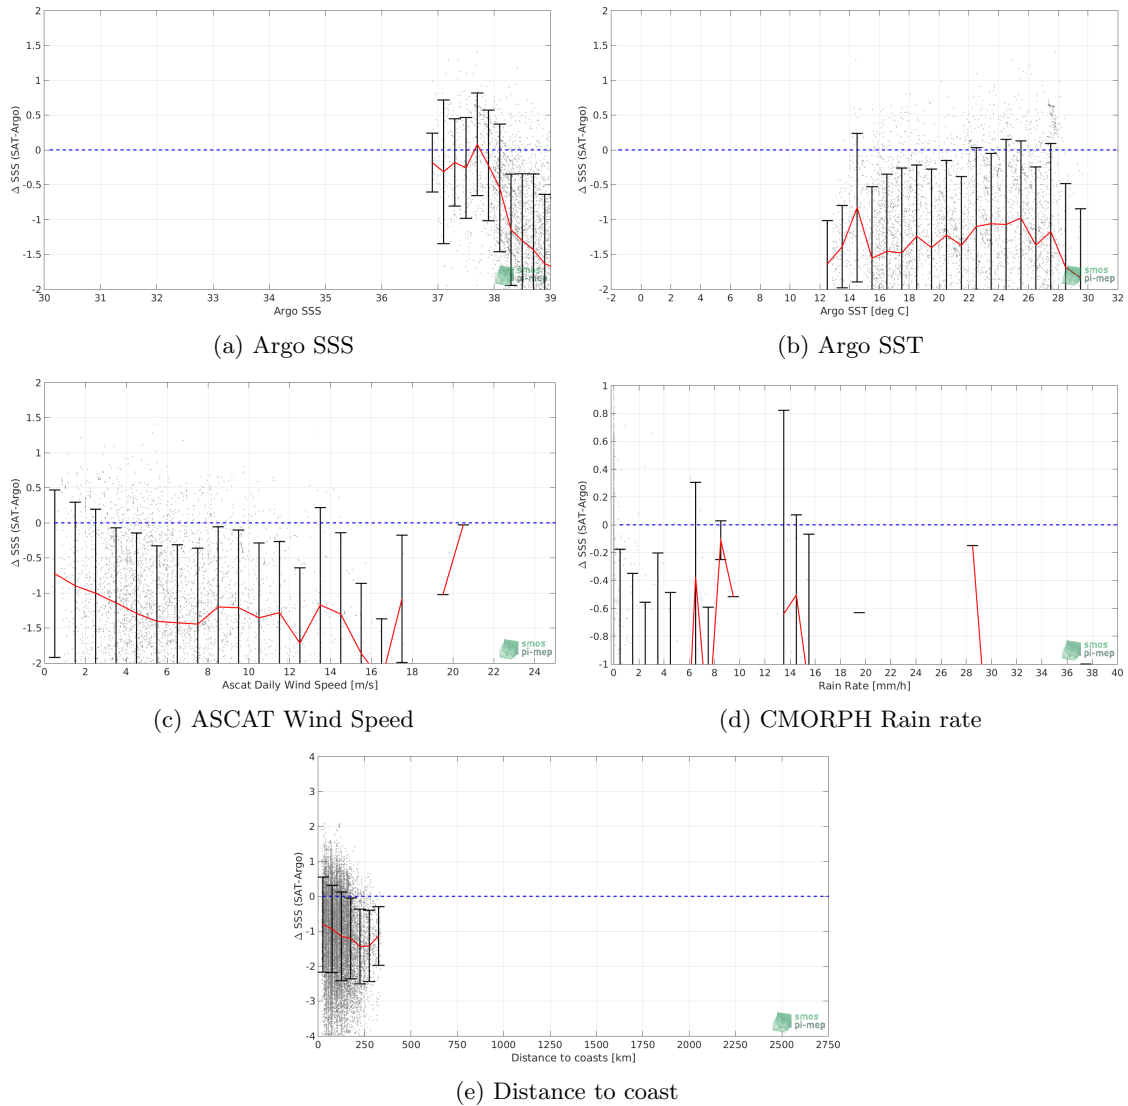 2
1.5
1
0.5
0
-0.5
-1
-1.5
-2
Δ SSS (SAT-Argo)
30 31 32 33 34 35 36 37 38 39
Argo SSS
smos
pi-mep
(a) Argo SSS
2
1.5
1
0.5
0
-0.5
-1
-1.5
-2
Δ SSS (SAT-Argo)
-2 0 2 4 6 8 10 12 14 16 18 20 22 24 26 28 30 32
Argo SST [deg C]
smos
pi-mep
(b) Argo SST
2
1.5
1
0.5
0
-0.5
-1
-1.5
-2
Δ SSS (SAT-Argo)
0 2 4 6 8 10 12 14 16 18 20 22 24
Ascat Daily Wind Speed [m/s]
smos
pi-mep
(c) ASCAT Wind Speed
1
0.8
0.6
0.4
0.2
0
-0.2
-0.4
-0.6
-0.8
-1
Δ SSS (SAT-Argo)
0 2 4 6 8 10 12 14 16 18 20 22 24 26 28 30 32 34 36 38 40
Rain Rate [mm/h]
smos
pi-mep
(d) CMORPH Rain rate
4
3
2
1
0
-1
-2
-3
-4
Δ SSS (SAT-Argo)
0 250 500 750 1000 1250 1500 1750 2000 2250 2500 2750
Distance to coasts [km]
smos
pi-mep
(e) Distance to coast